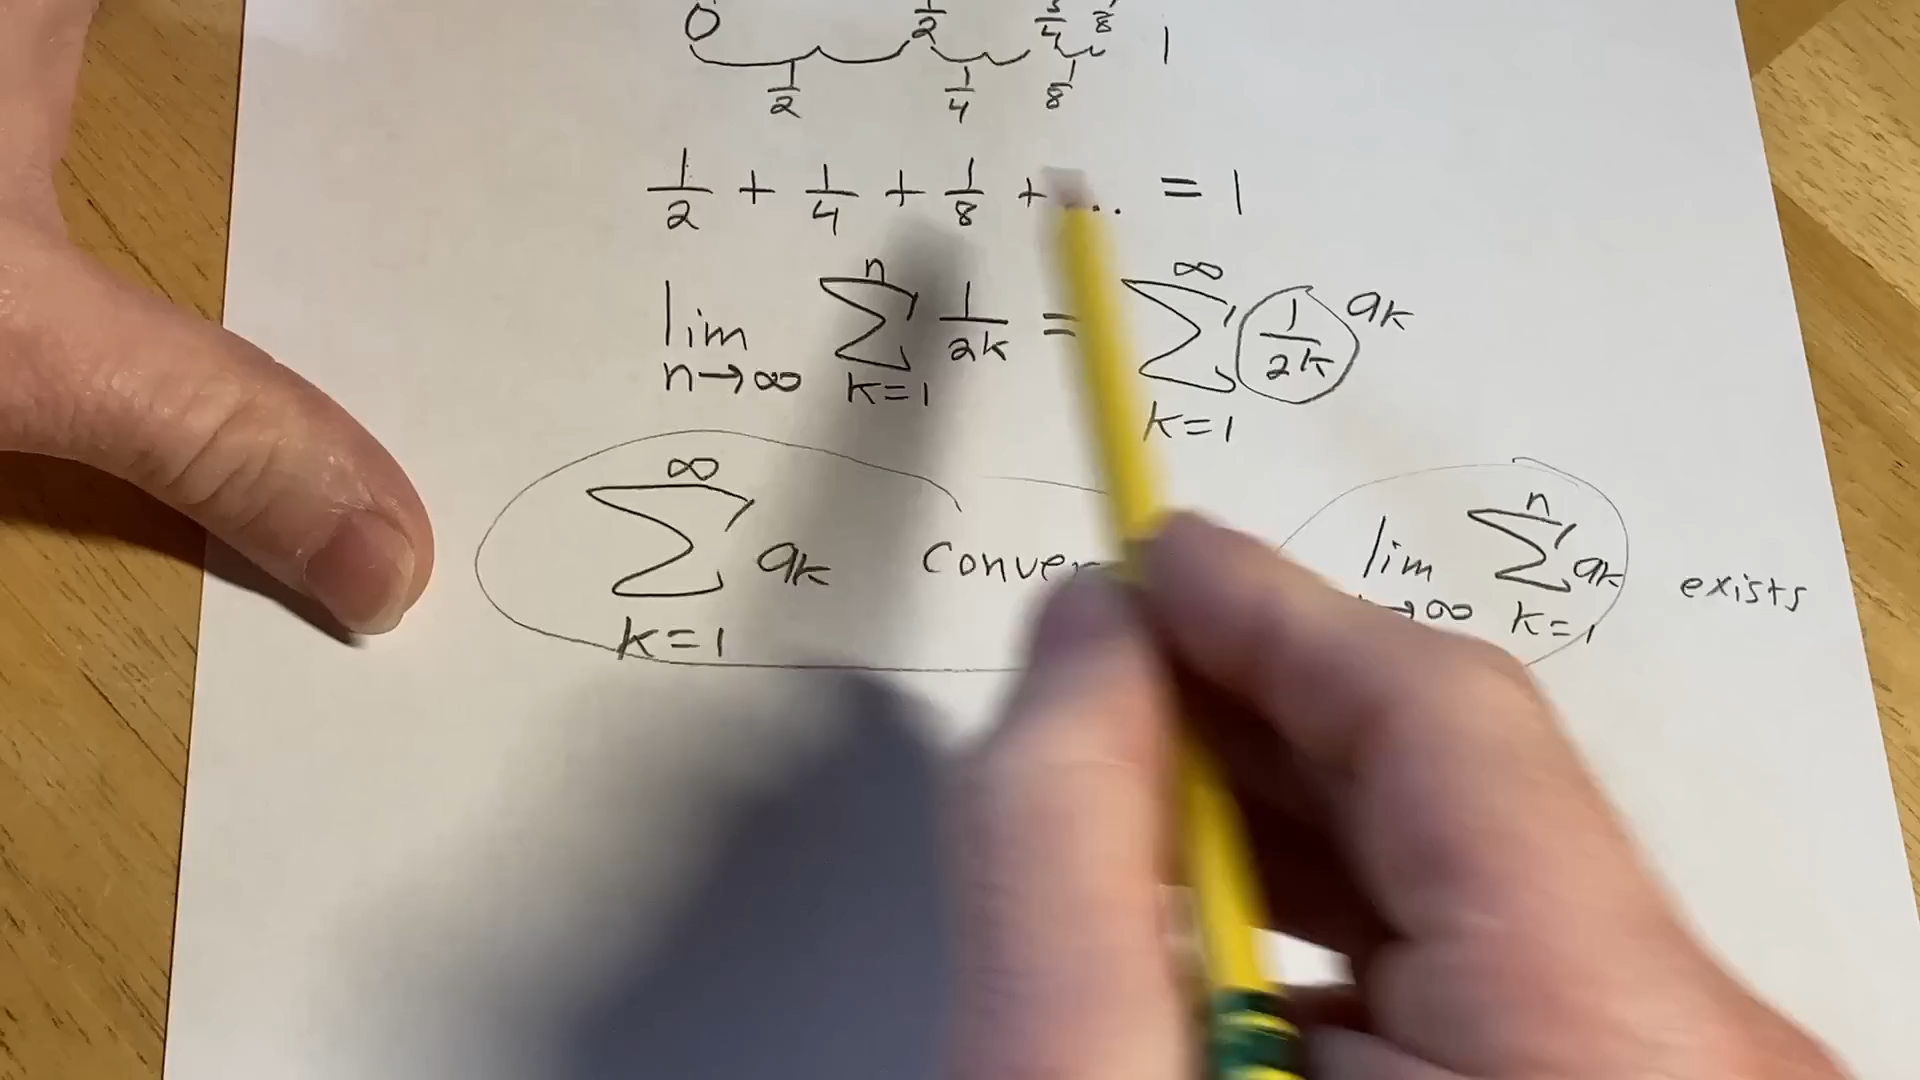 0 1/2 3/4 7/8 1
1/2 1/4 1/8
1/2 + 1/4 + 1/8 + ... = 1
lim n→∞ ∑ n k=1 1/2k = ∑ ∞ k=1 1/2k ak
∑ ∞ k=1 ak Conver lim →∞ ∑ n k=1 ak exists